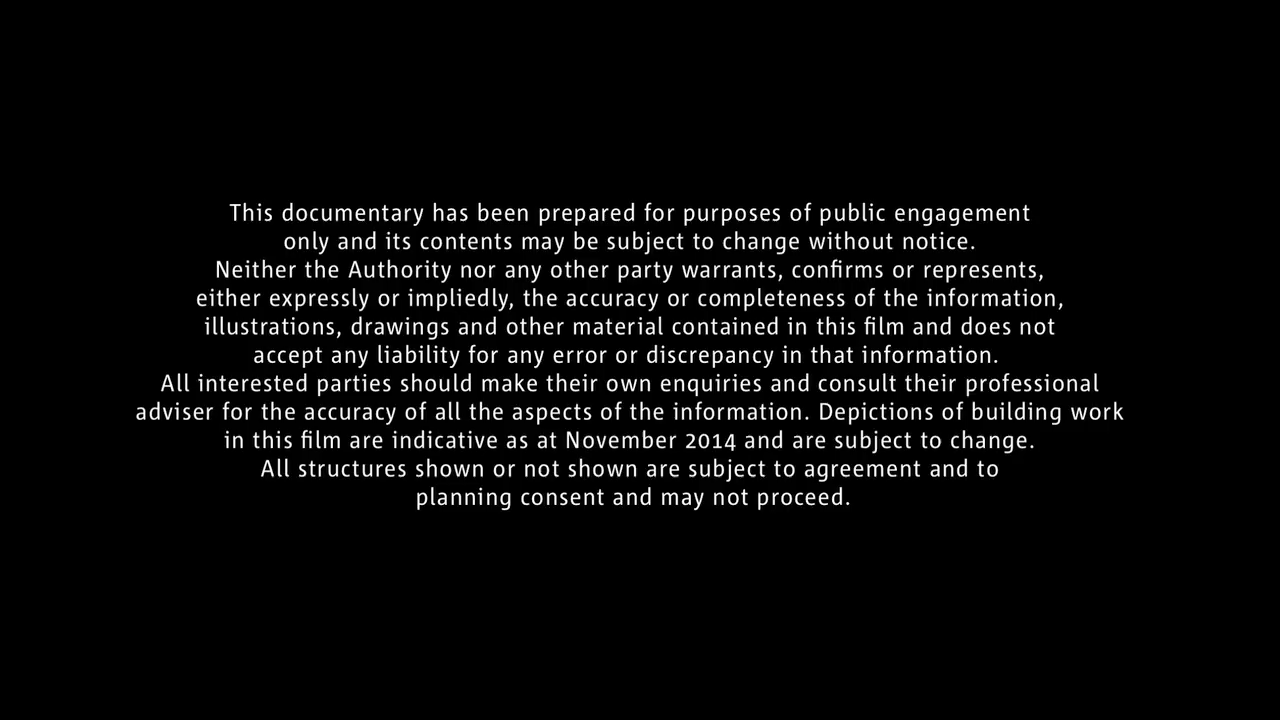 This documentary has been prepared for purposes of public engagement
only and its contents may be subject to change without notice.
Neither the Authority nor any other party warrants, confirms or represents,
either expressly or impliedly, the accuracy or completeness of the information,
illustrations, drawings and other material contained in this film and does not
accept any liability for any error or discrepancy in that information.
All interested parties should make their own enquiries and consult their professional
adviser for the accuracy of all the aspects of the information. Depictions of building work
in this film are indicative as at November 2014 and are subject to change.
All structures shown or not shown are subject to agreement and to
planning consent and may not proceed.